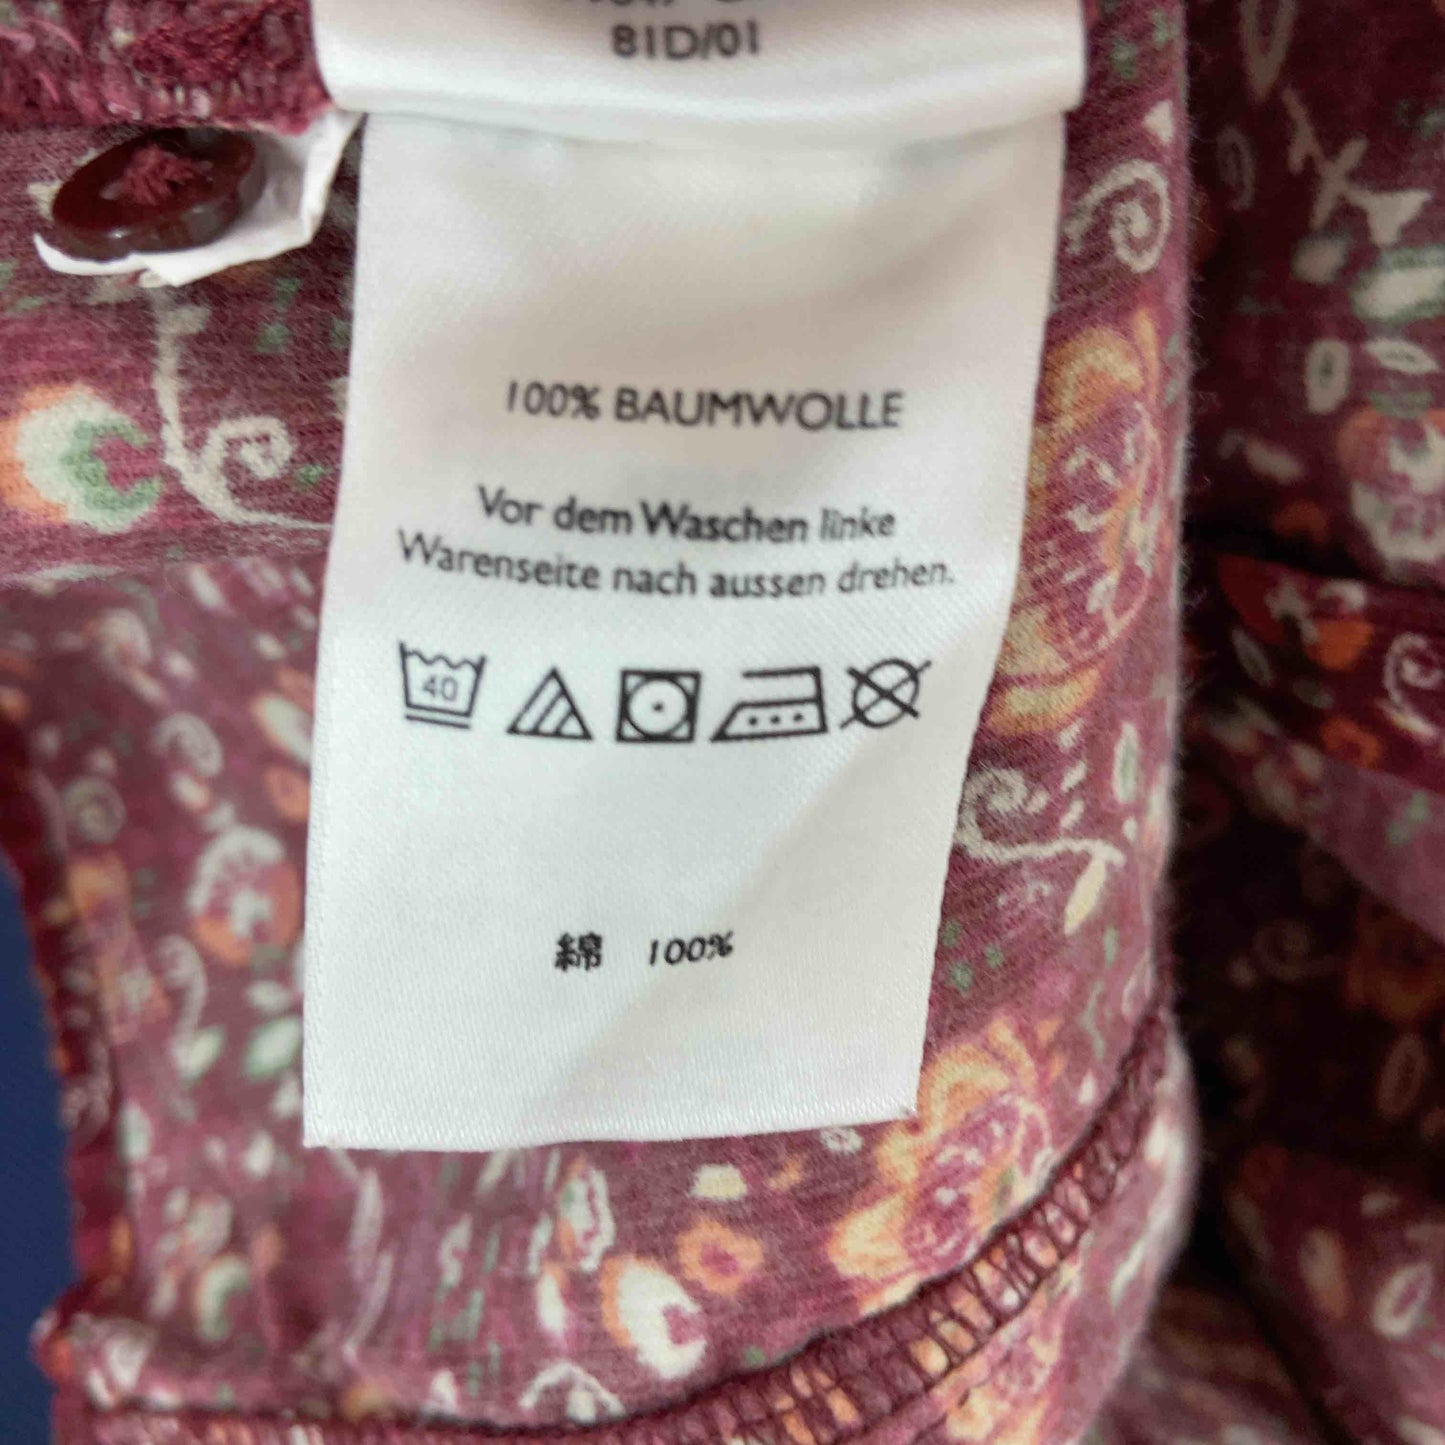 81D/01
100% BAUMWOLLE
Vor dem Waschen linke
Warenseite nach aussen drehen.
40
綿 100%